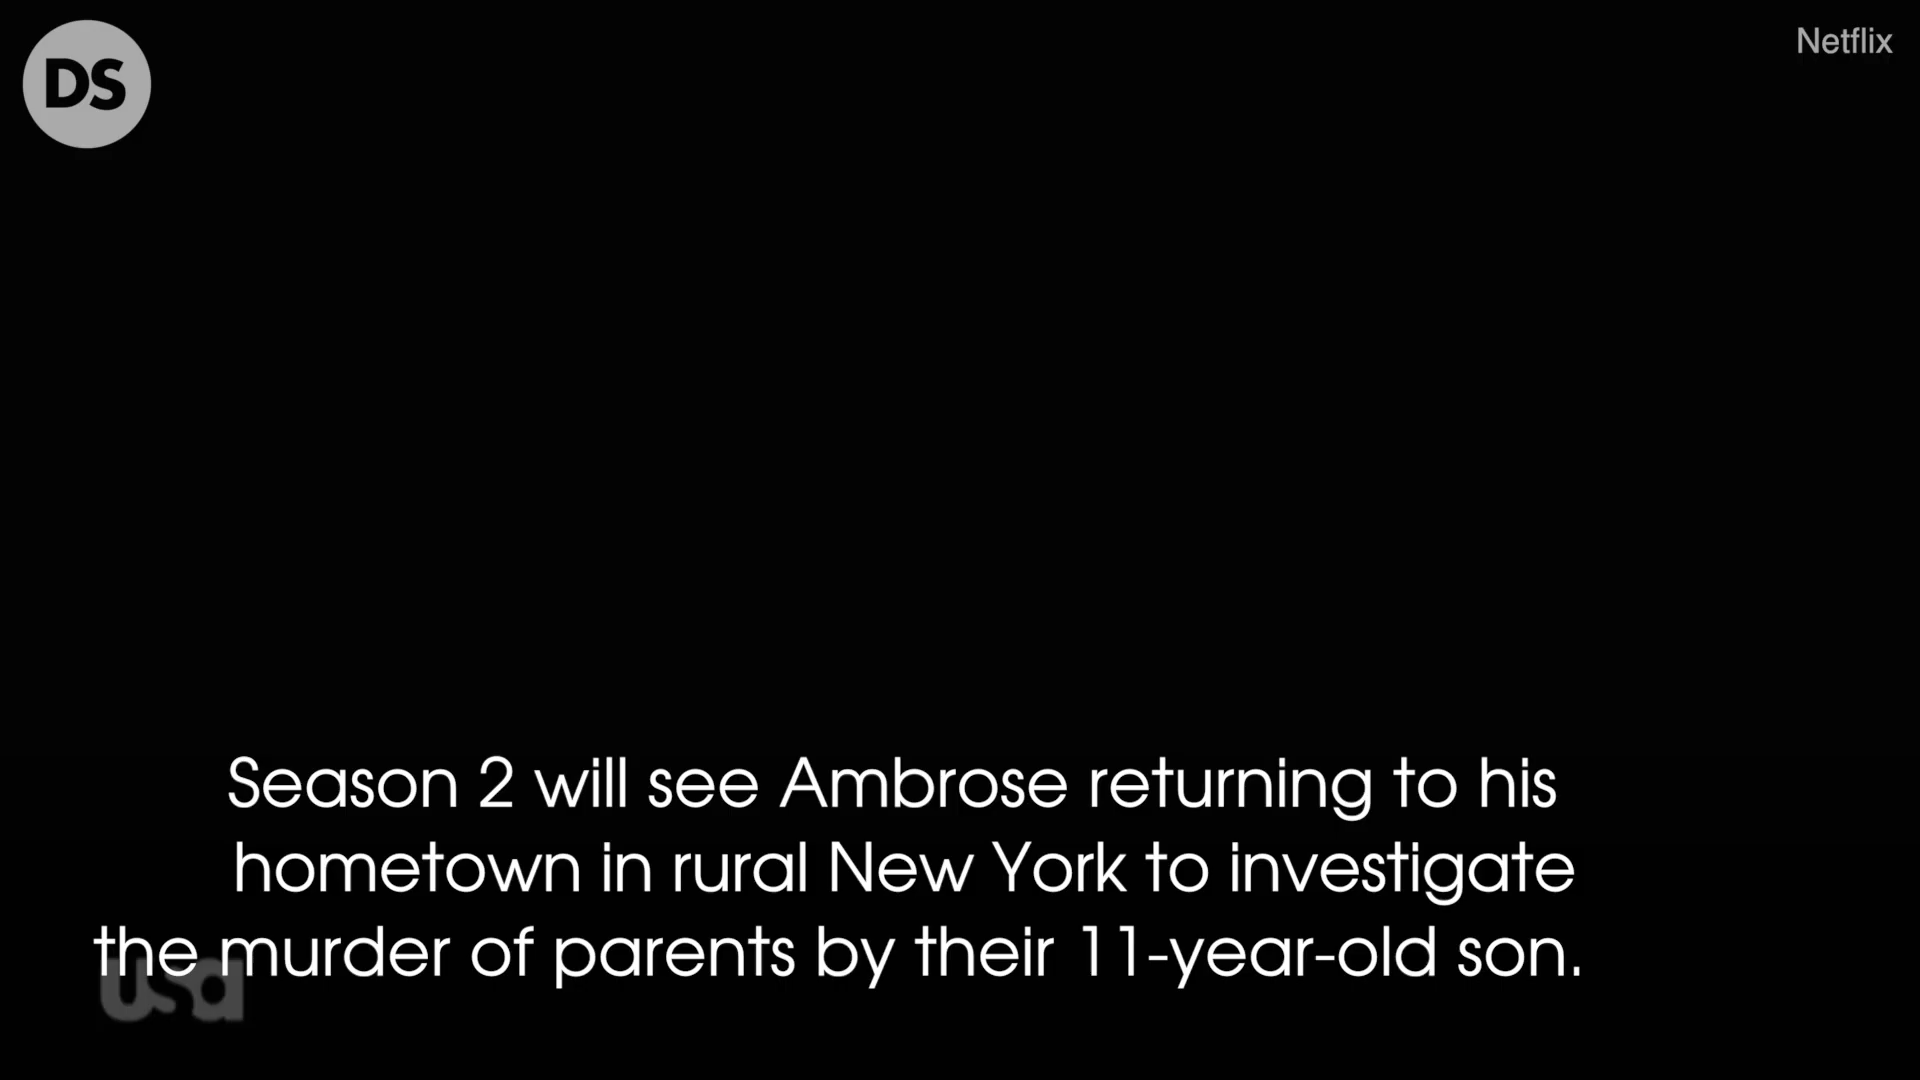 DS
Netflix
Season 2 will see Ambrose returning to his
hometown in rural New York to investigate
the murder of parents by their 11-year-old son.
usa